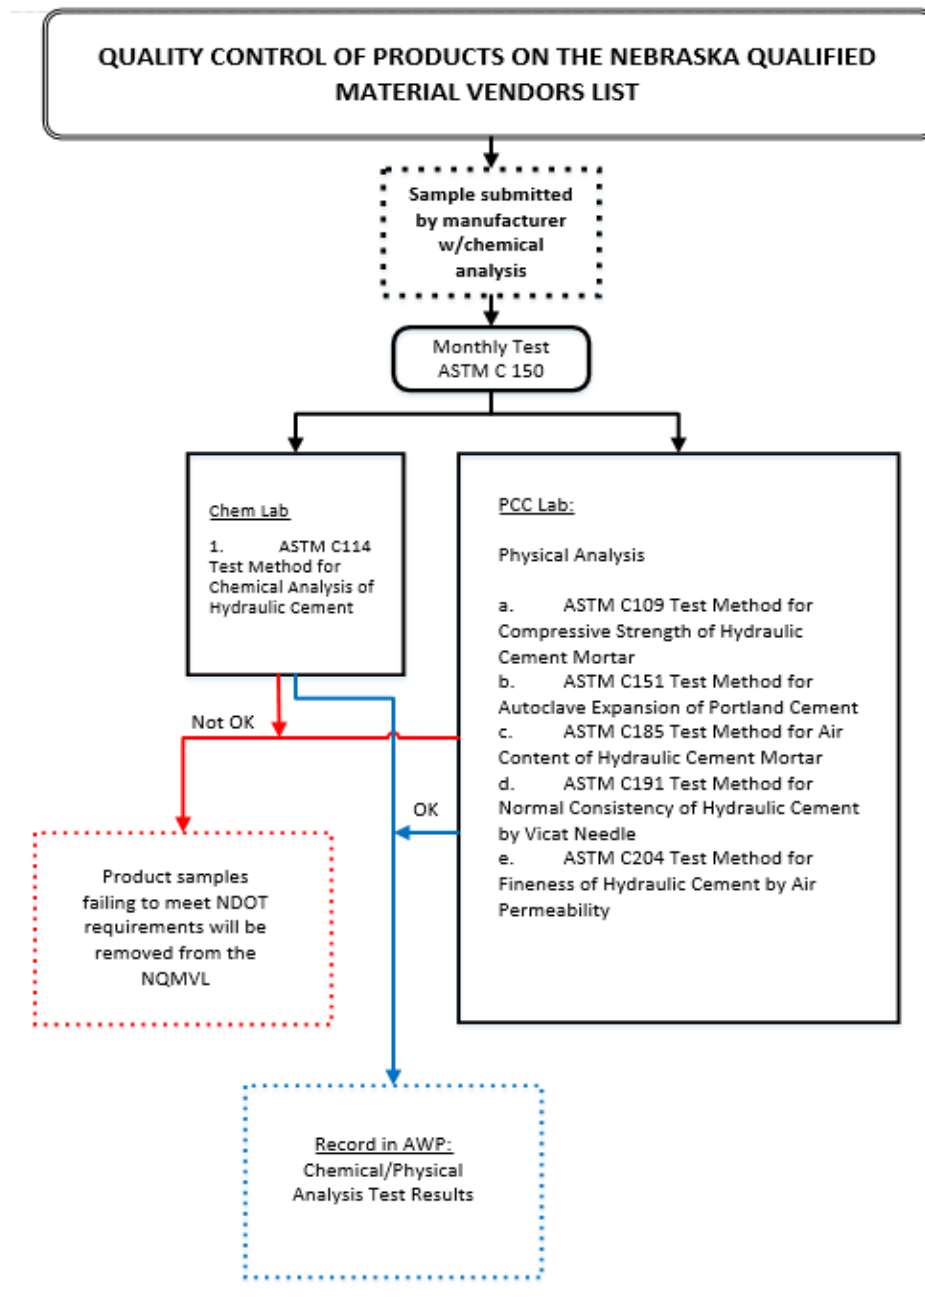 QUALITY CONTROL OF PRODUCTS ON THE NEBRASKA QUALIFIED
MATERIAL VENDORS LIST
Sample submitted
by manufacturer
w/chemical
analysis
Monthly Test
ASTM C 150
Chem Lab
1. ASTM C114
Test Method for
Chemical Analysis of
Hydraulic Cement
PCC Lab:
Physical Analysis
a. ASTM C109 Test Method for
Compressive Strength of Hydraulic
Cement Mortar
b. ASTM C151 Test Method for
Autoclave Expansion of Portland Cement
c. ASTM C185 Test Method for Air
Content of Hydraulic Cement Mortar
d. ASTM C191 Test Method for
Normal Consistency of Hydraulic Cement
by Vicat Needle
e. ASTM C204 Test Method for
Fineness of Hydraulic Cement by Air
Permeability
Not OK
OK
Product samples
failing to meet NDOT
requirements will be
removed from the
NQMVL
Record in AWP:
Chemical/Physical
Analysis Test Results